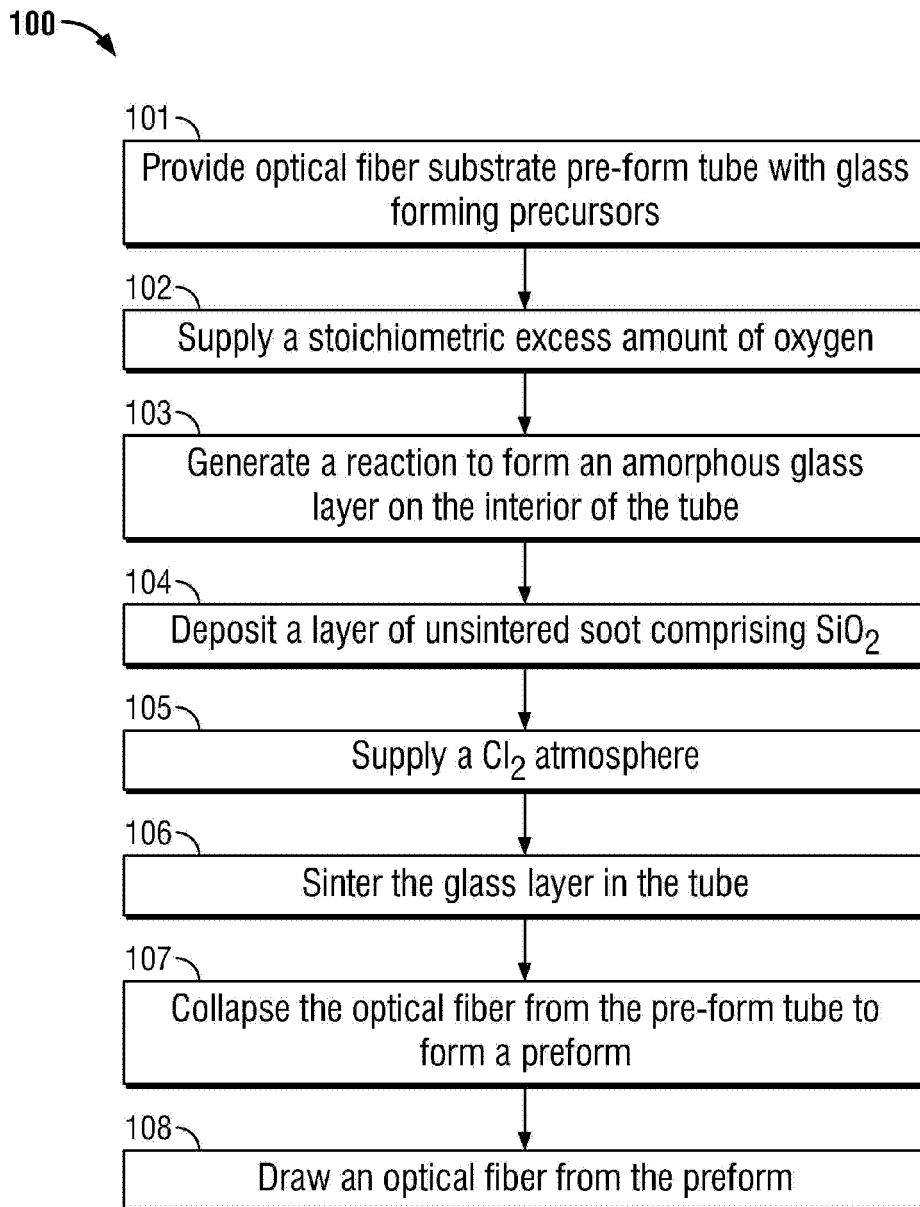 100
101
Provide optical fiber substrate pre-form tube with glass
forming precursors
102
Supply a stoichiometric excess amount of oxygen
103
Generate a reaction to form an amorphous glass
layer on the interior of the tube
104
Deposit a layer of unsintered soot comprising SiO₂
105
Supply a Cl₂ atmosphere
106
Sinter the glass layer in the tube
107
Collapse the optical fiber from the pre-form tube to
form a preform
108
Draw an optical fiber from the preform